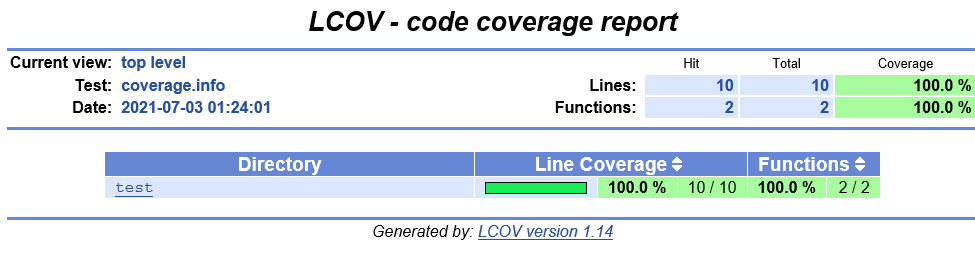 LCOV - code coverage report
Current view: top level Hit Total Coverage
Test: coverage.info Lines: 10 10 100.0 %
Date: 2021-07-03 01:24:01 Functions: 2 2 100.0 %
Directory Line Coverage Functions
test 100.0 % 10 / 10 100.0 % 2 / 2
Generated by: LCOV version 1.14